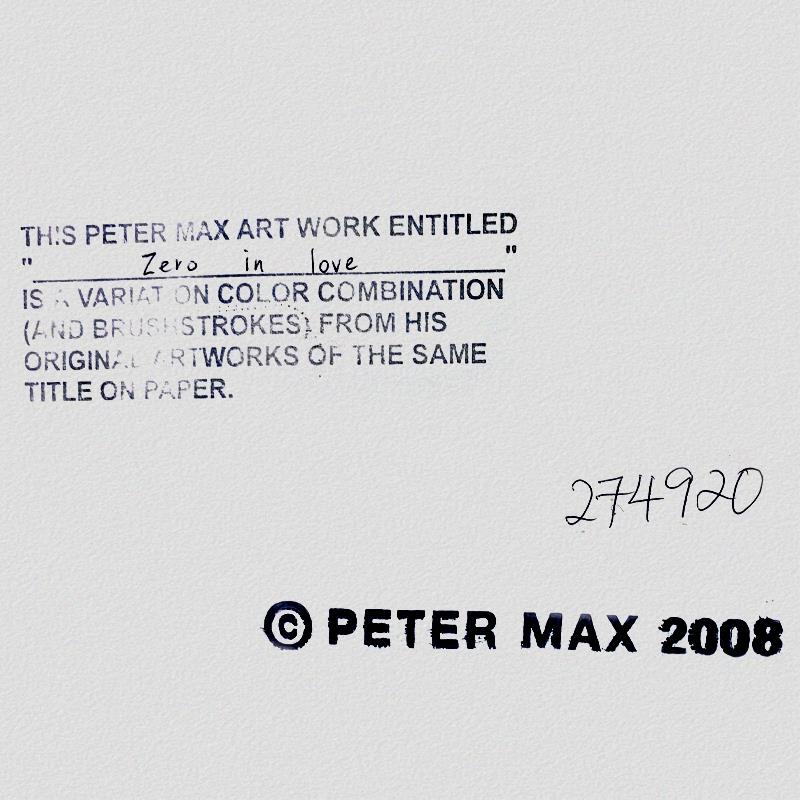 THIS PETER MAX ART WORK ENTITLED
" Zero in love "
IS A VARIATION COLOR COMBINATION
(AND BRUSHSTROKES) FROM HIS
ORIGINAL ARTWORKS OF THE SAME
TITLE ON PAPER.
274920
© PETER MAX 2008